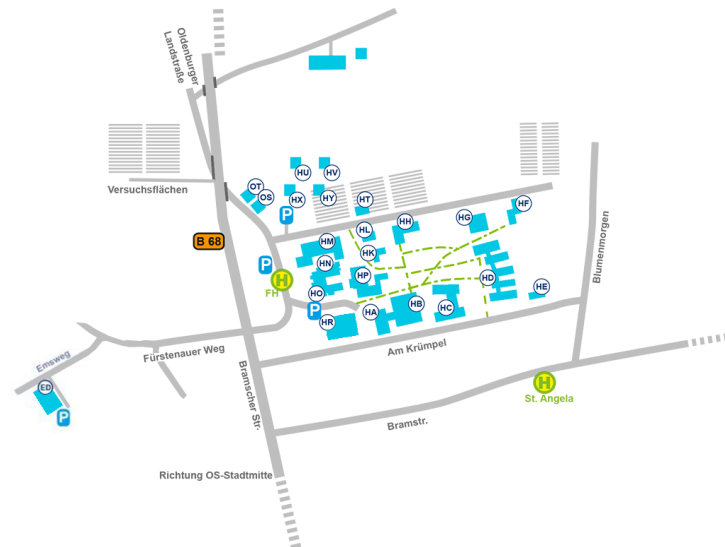 Oldenburger
Landstraße
Versuchsflächen
OT
OS
HU
HV
HX
HY
HT
HF
P
HG
HH
HL
HM
B 68
HK
HN
P
H
FH
HP
HD
HO
P
HE
HB
HC
HA
HR
Blumenmorgen
Emsweg
Fürstenauer Weg
Am Krümpel
ED
P
Bramscher Str.
H
St. Angela
Bramstr.
Richtung OS-Stadtmitte